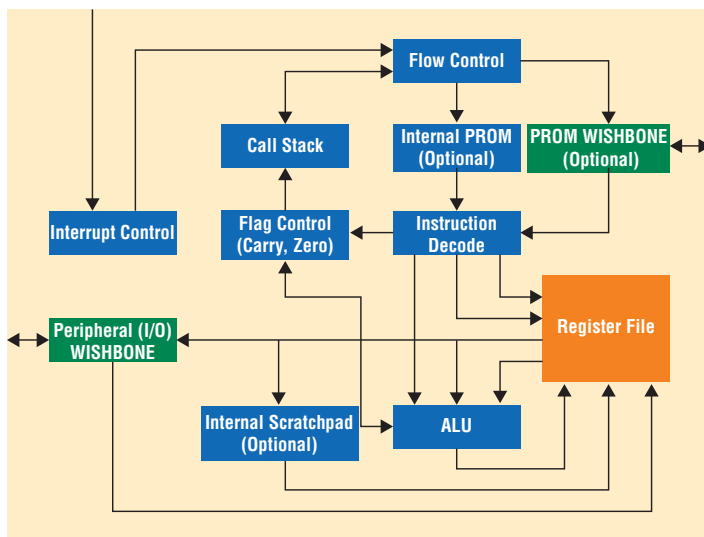 Flow Control
Call Stack
Internal PROM
(Optional)
PROM WISHBONE
(Optional)
Interrupt Control
Flag Control
(Carry, Zero)
Instruction
Decode
Register File
Peripheral (I/O)
WISHBONE
Internal Scratchpad
(Optional)
ALU